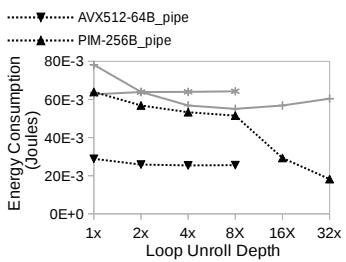 AVX512-64B_pipe
PIM-256B_pipe
Energy Consumption
(Joules)
80E-3
60E-3
40E-3
20E-3
0E+0
1x 2x 4x 8X 16X 32x
Loop Unroll Depth